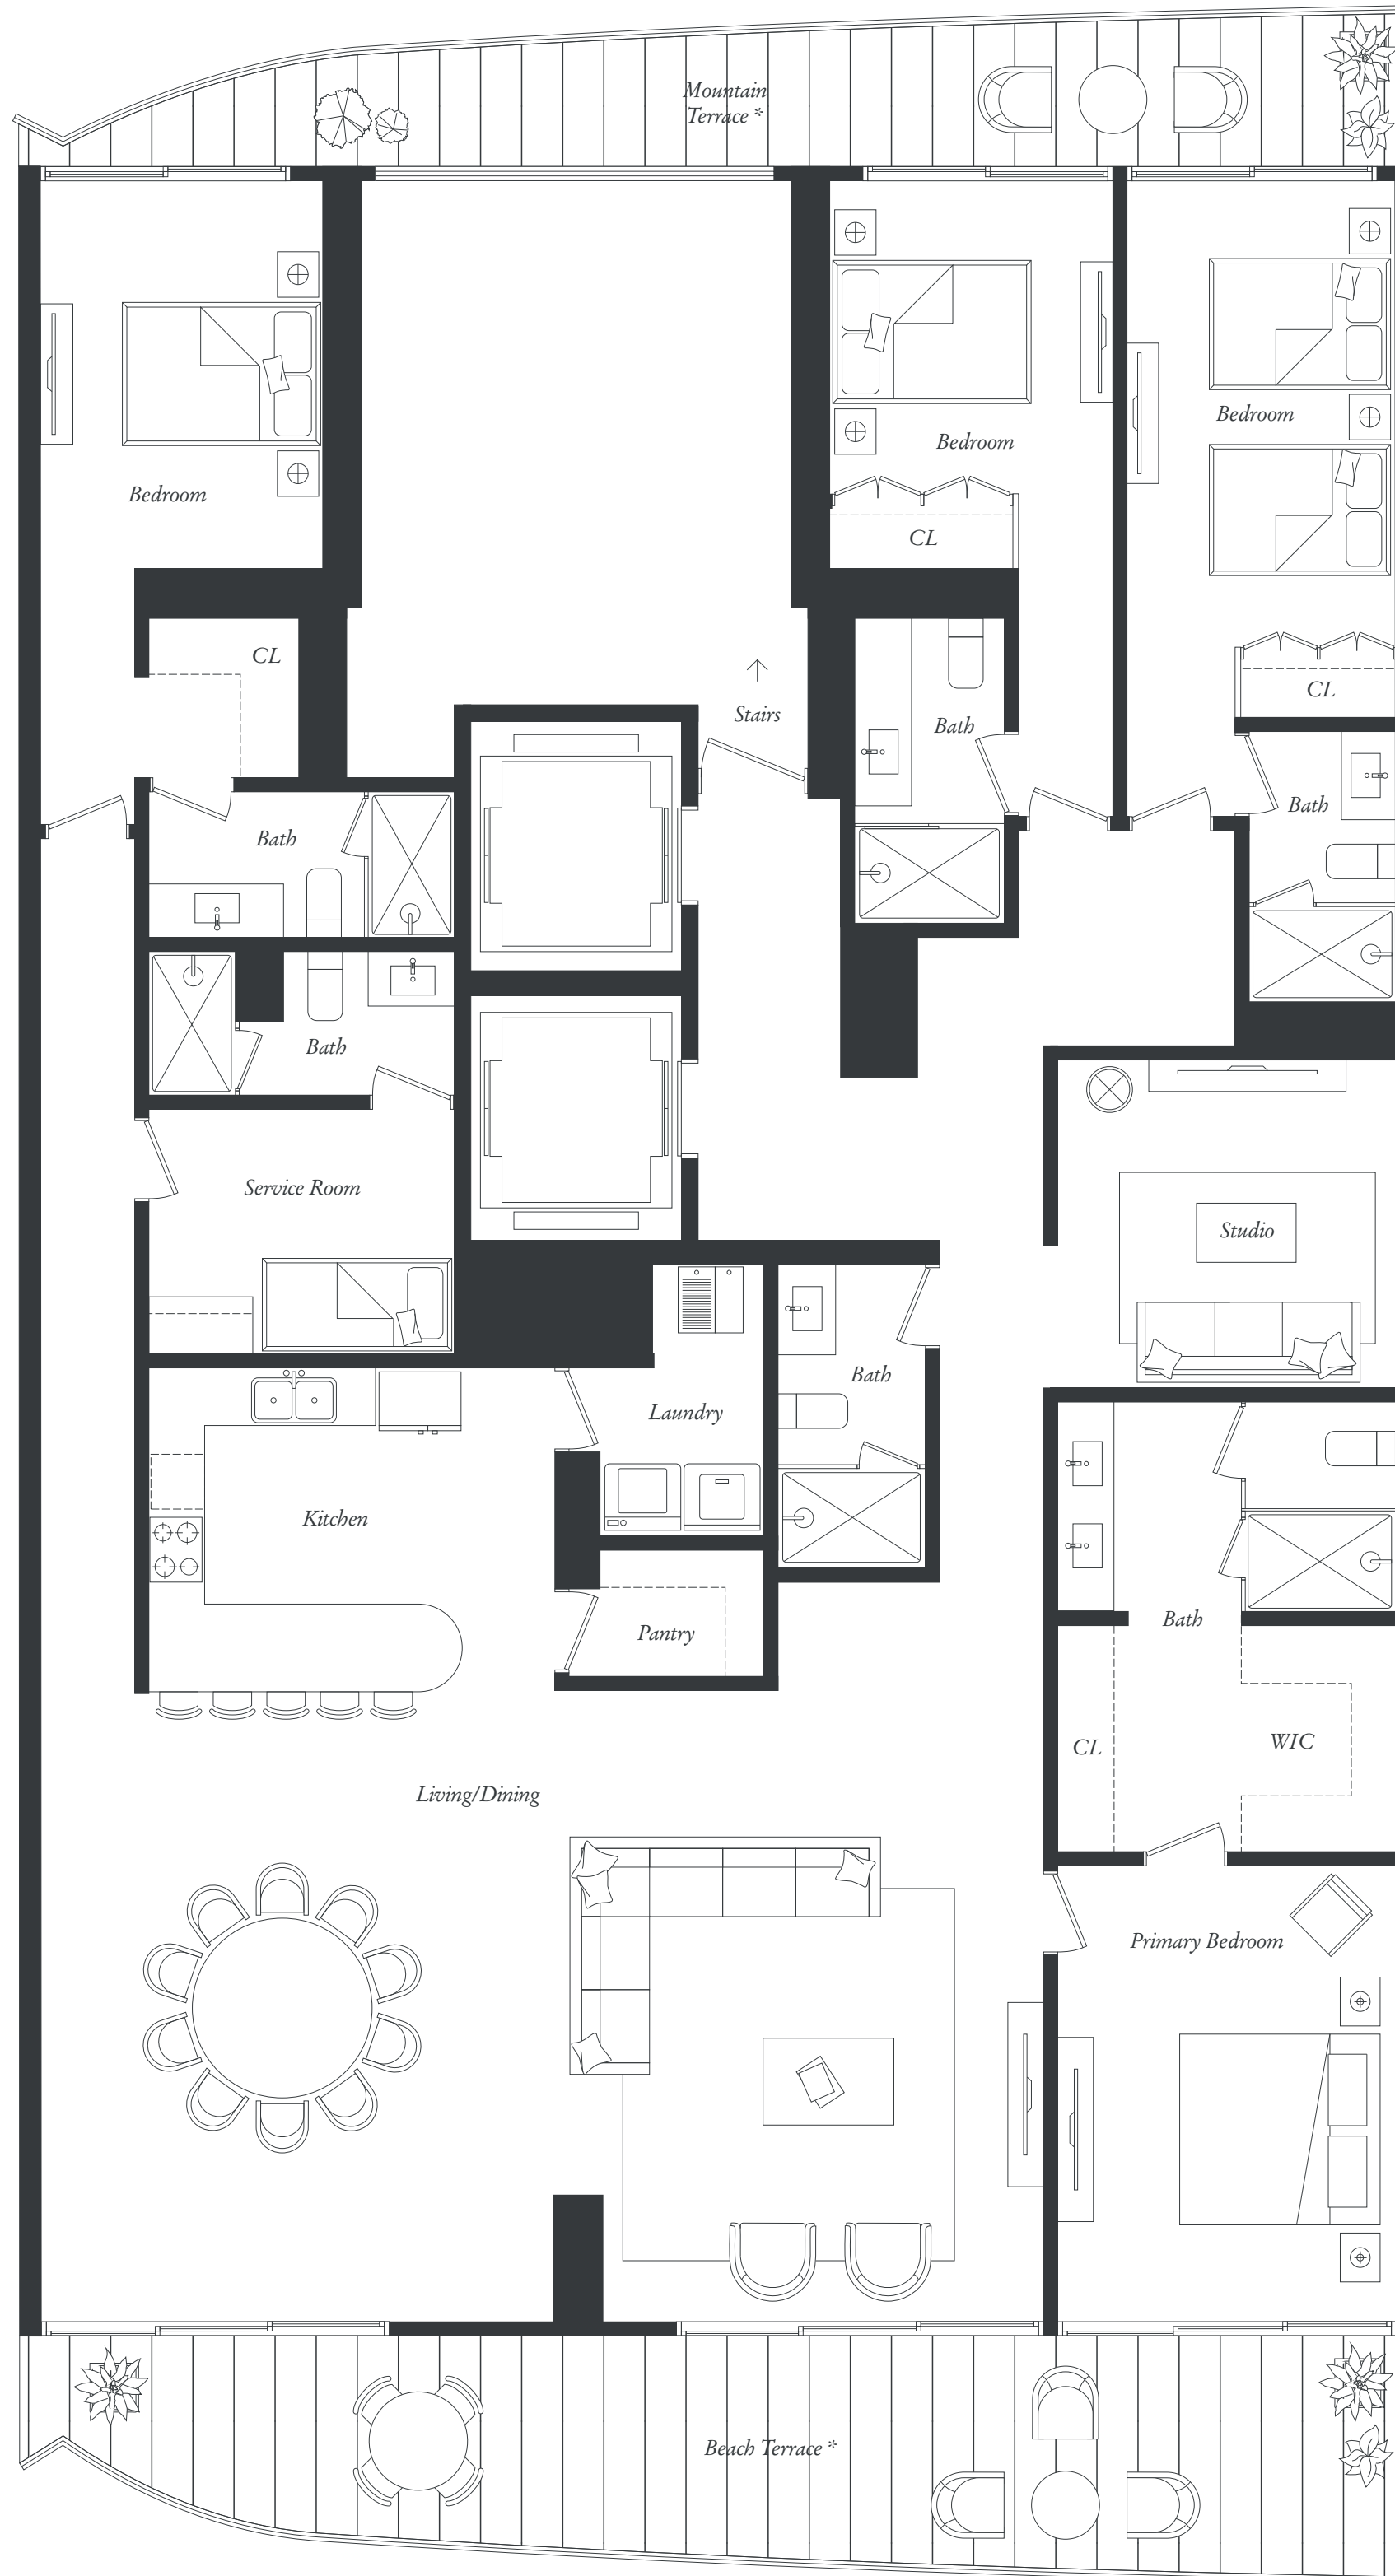 Mountain
Terrace *
Bedroom
Bedroom
Bedroom
CL
CL
CL
Stairs
Bath
Bath
Bath
Bath
Service Room
Studio
Bath
Laundry
Kitchen
Pantry
Bath
CL
WIC
Living/Dining
Primary Bedroom
Beach Terrace *